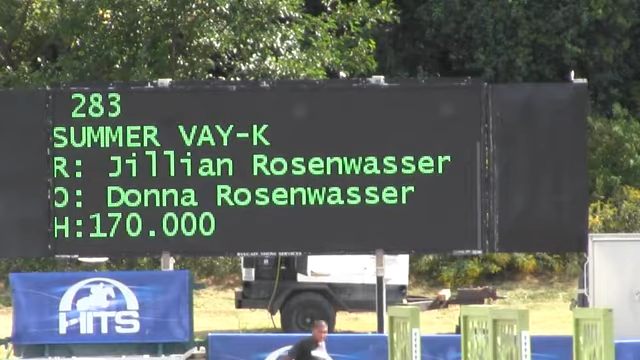 283
SUMMER VAY-K
R: Jillian Rosenwasser
O: Donna Rosenwasser
H:170.000
HITS